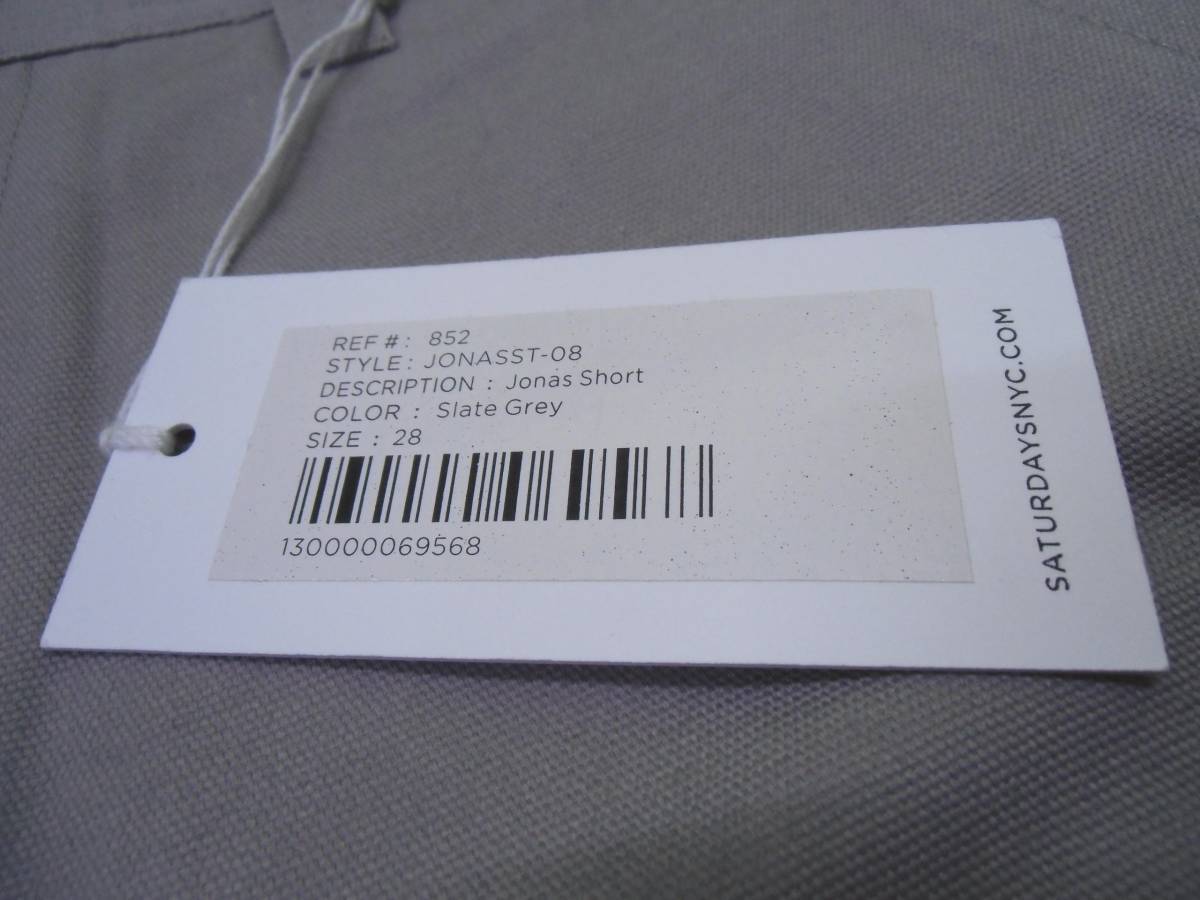 REF #: 852
STYLE: JONASST-08
DESCRIPTION : Jonas Short
COLOR : Slate Grey
SIZE : 28
130000069568
SATURDAYSNYC.COM